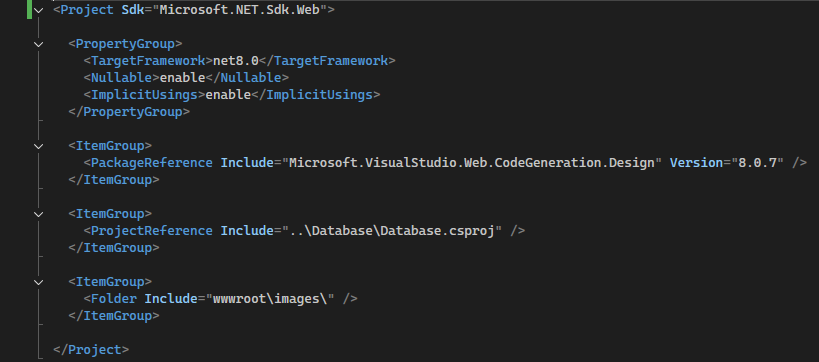 <Project Sdk="Microsoft.NET.Sdk.Web">
<PropertyGroup>
<TargetFramework>net8.0</TargetFramework>
<Nullable>enable</Nullable>
<ImplicitUsings>enable</ImplicitUsings>
</PropertyGroup>
<ItemGroup>
<PackageReference Include="Microsoft.VisualStudio.Web.CodeGeneration.Design" Version="8.0.7" />
</ItemGroup>
<ItemGroup>
<ProjectReference Include="..\Database\Database.csproj" />
</ItemGroup>
<ItemGroup>
<Folder Include="wwwroot\images\" />
</ItemGroup>
</Project>